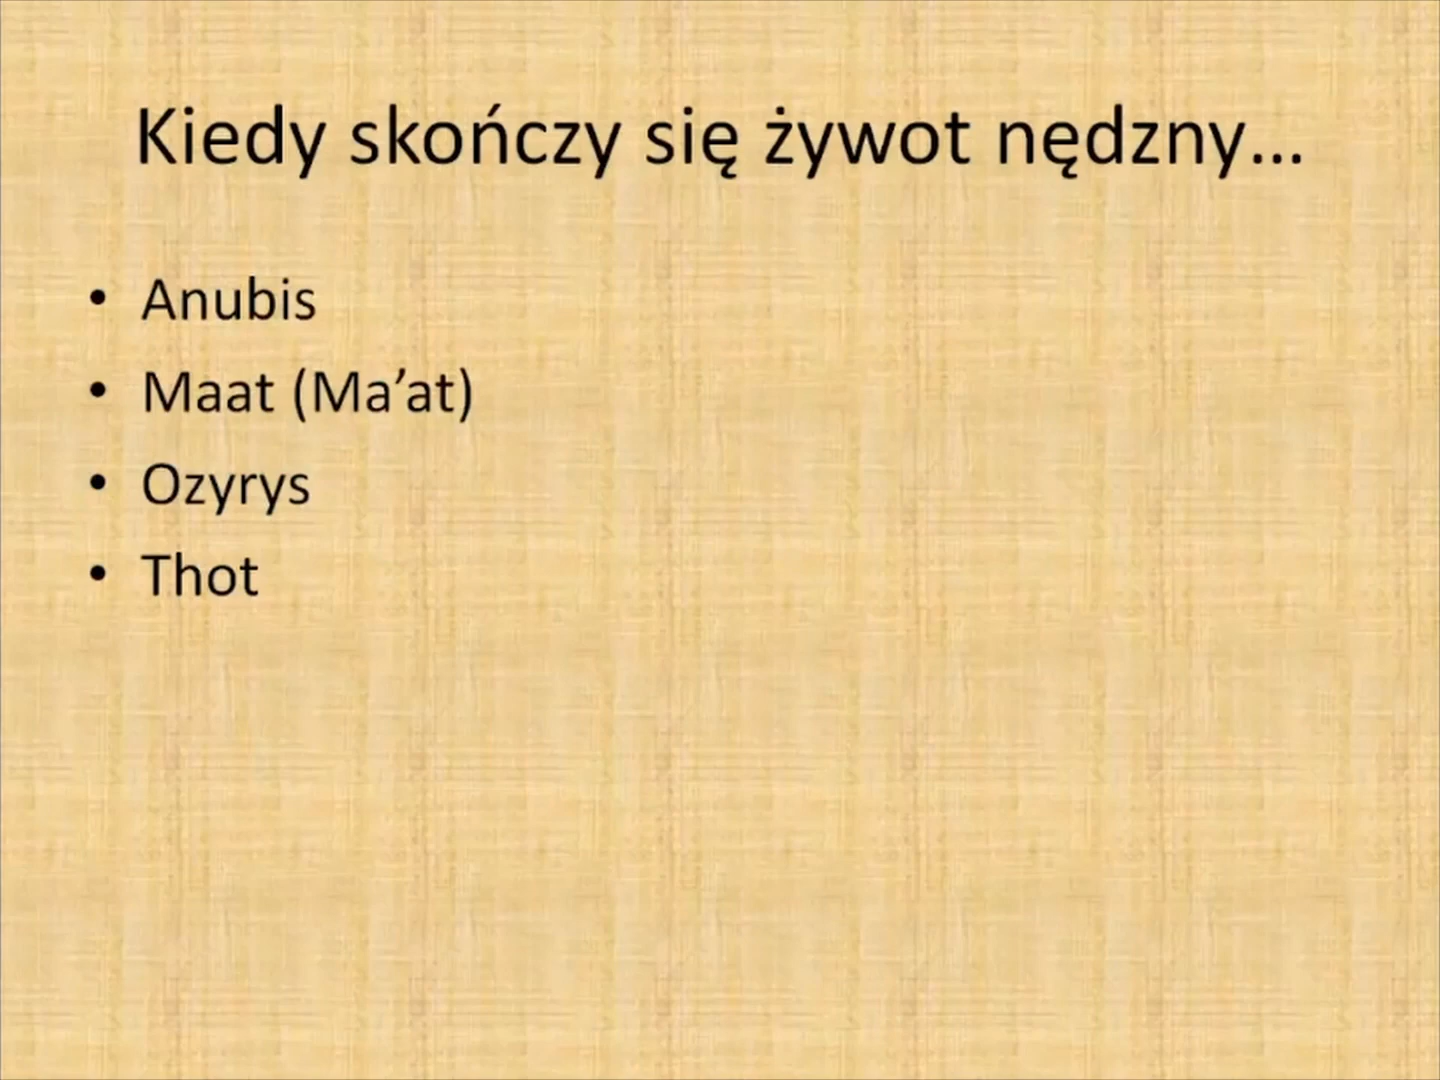 Kiedy skończy się żywot nędzny...
• Anubis
• Maat (Ma’at)
• Ozyrys
• Thot